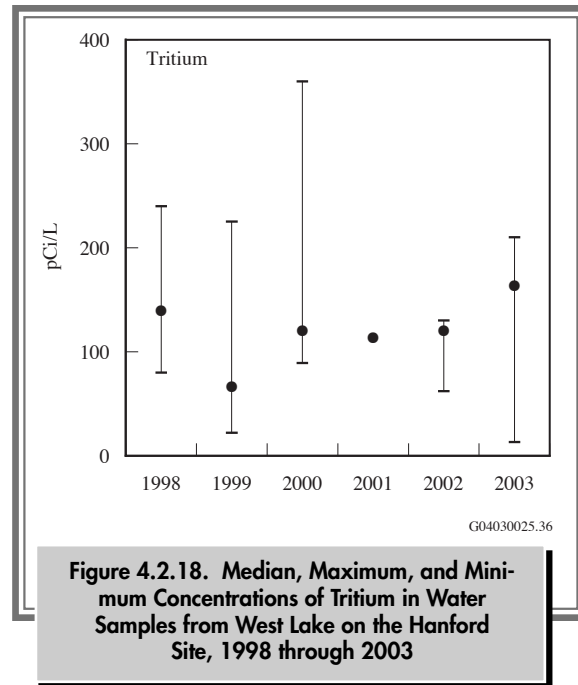 400
Tritium
300
200
100
0
pCi/L
1998 1999 2000 2001 2002 2003
G04030025.36
Figure 4.2.18. Median, Maximum, and Mini-
mum Concentrations of Tritium in Water
Samples from West Lake on the Hanford
Site, 1998 through 2003